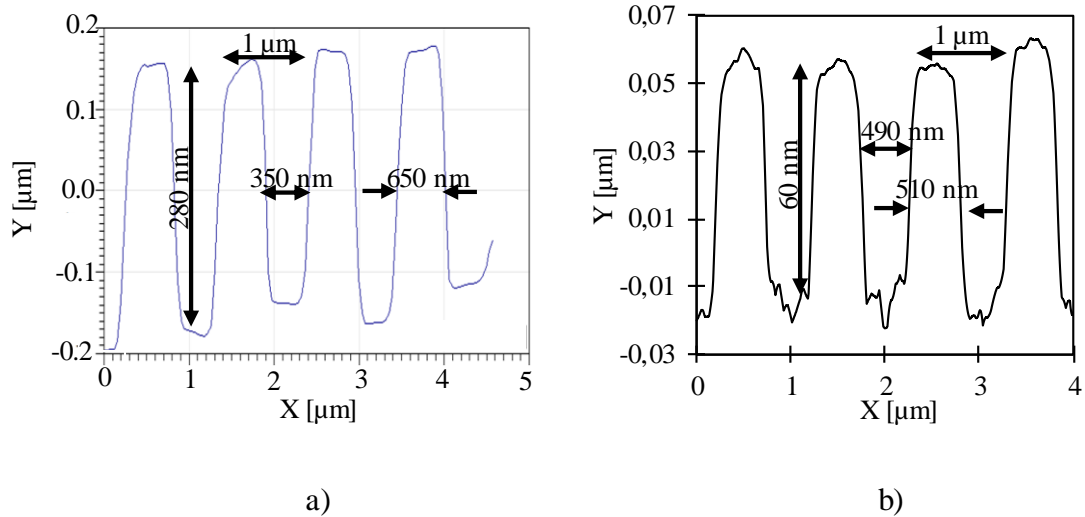 0.2
0.1
0.0
-0.1
-0.2
Y [µm]
1 µm
280 nm
350 nm
650 nm
0
1
2
3
4
5
X [µm]
a)
0,07
0,05
0,03
0,01
-0,01
-0,03
Y [µm]
1 µm
490 nm
60 nm
510 nm
0
1
2
3
4
X [µm]
b)